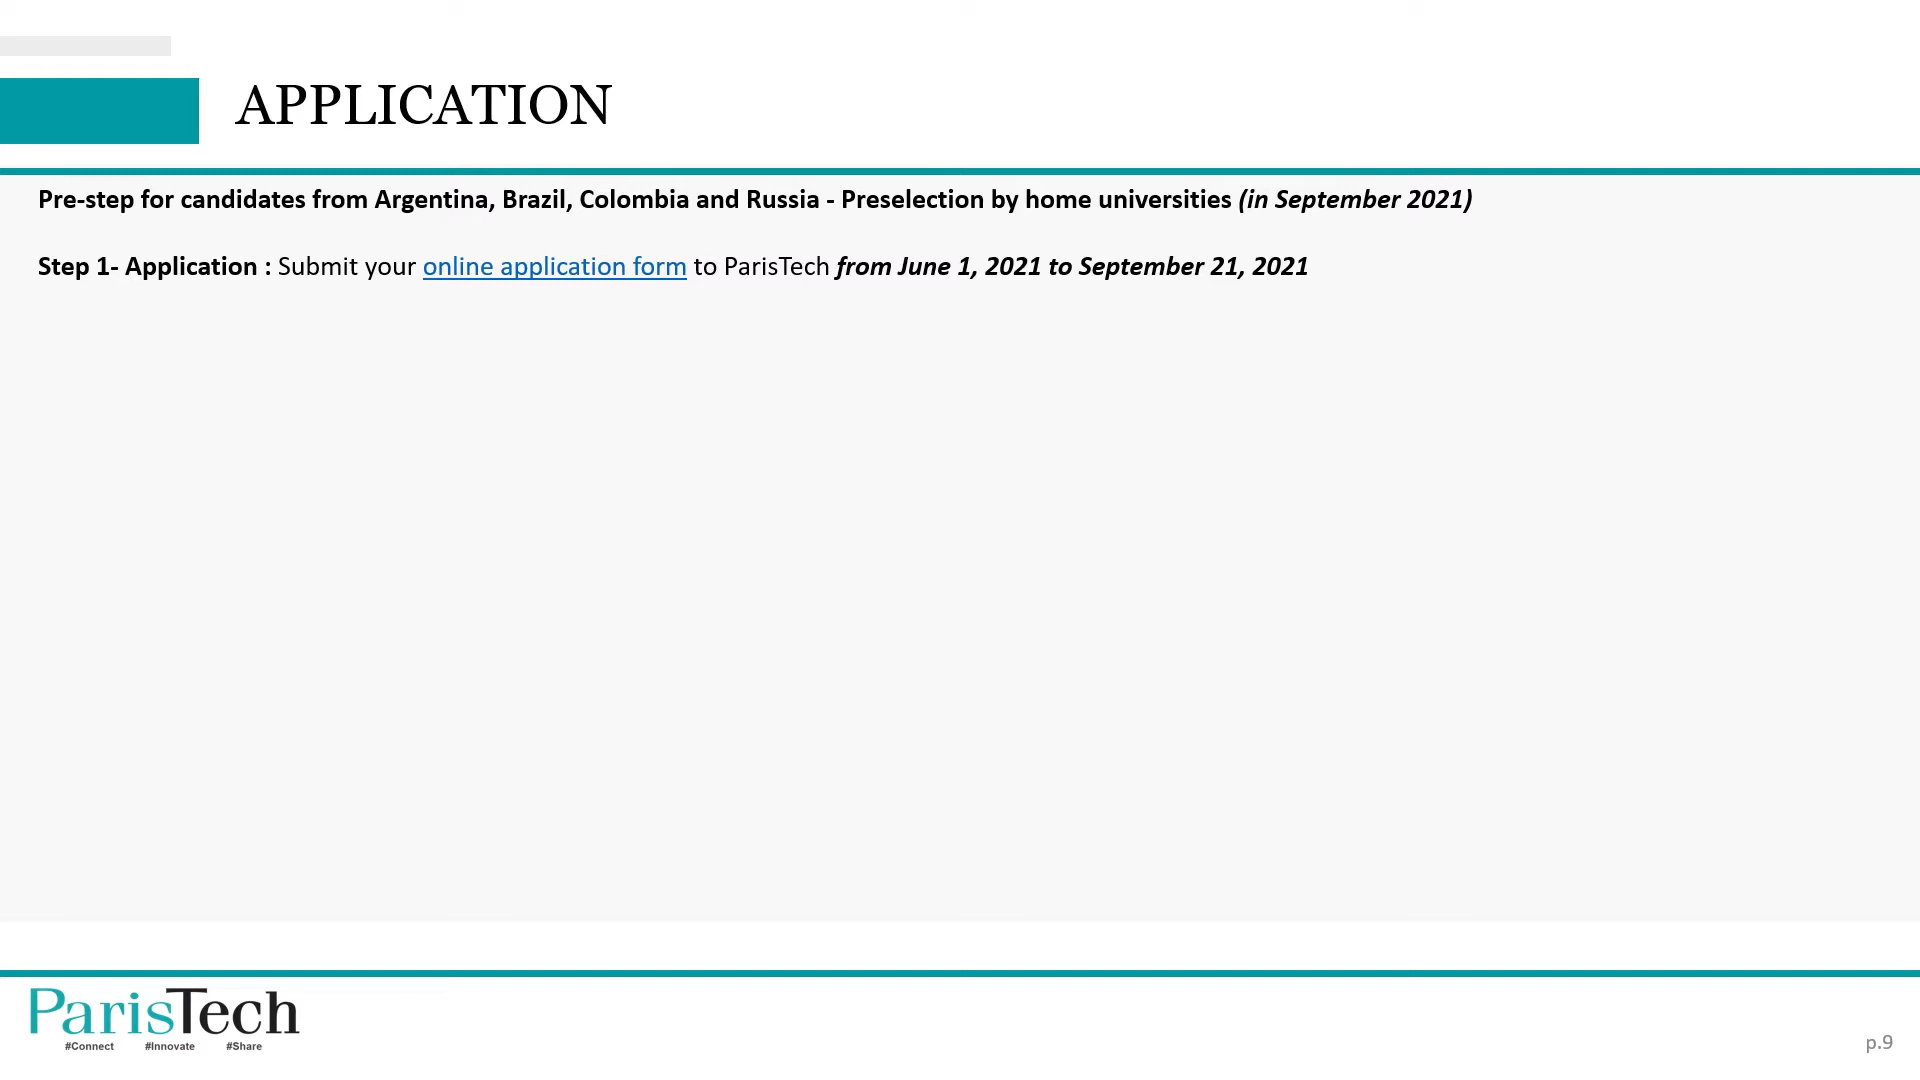 APPLICATION
Pre-step for candidates from Argentina, Brazil, Colombia and Russia - Preselection by home universities (in September 2021)
Step 1- Application : Submit your online application form to ParisTech from June 1, 2021 to September 21, 2021
ParisTech
#Connect #Innovate #Share
p.9